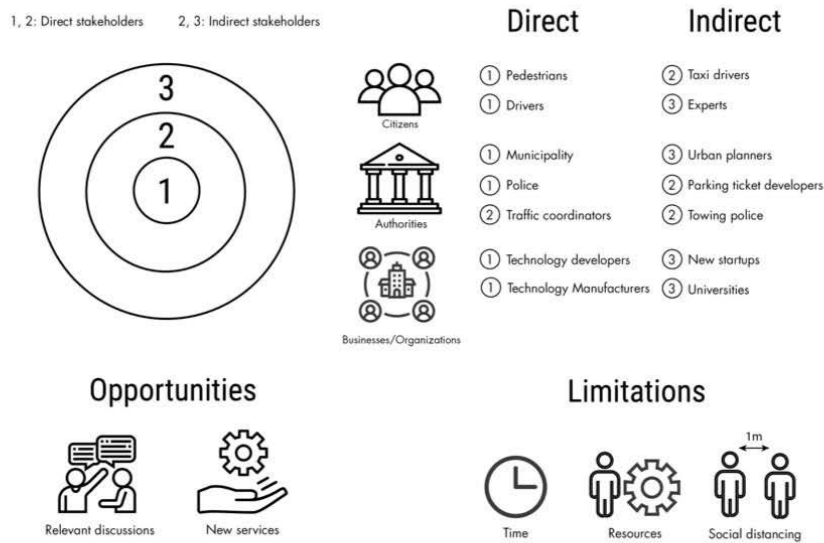 1, 2: Direct stakeholders 2, 3: Indirect stakeholders
Direct Indirect
3
2
1
Citizens
1 Pedestrians 2 Taxi drivers
1 Drivers 3 Experts
Authorities
1 Municipality 3 Urban planners
1 Police 2 Parking ticket developers
2 Traffic coordinators 2 Towing police
Businesses/Organizations
1 Technology developers 3 New startups
1 Technology Manufacturers 3 Universities
Opportunities
Relevant discussions New services
Limitations
1m
Time Resources Social distancing